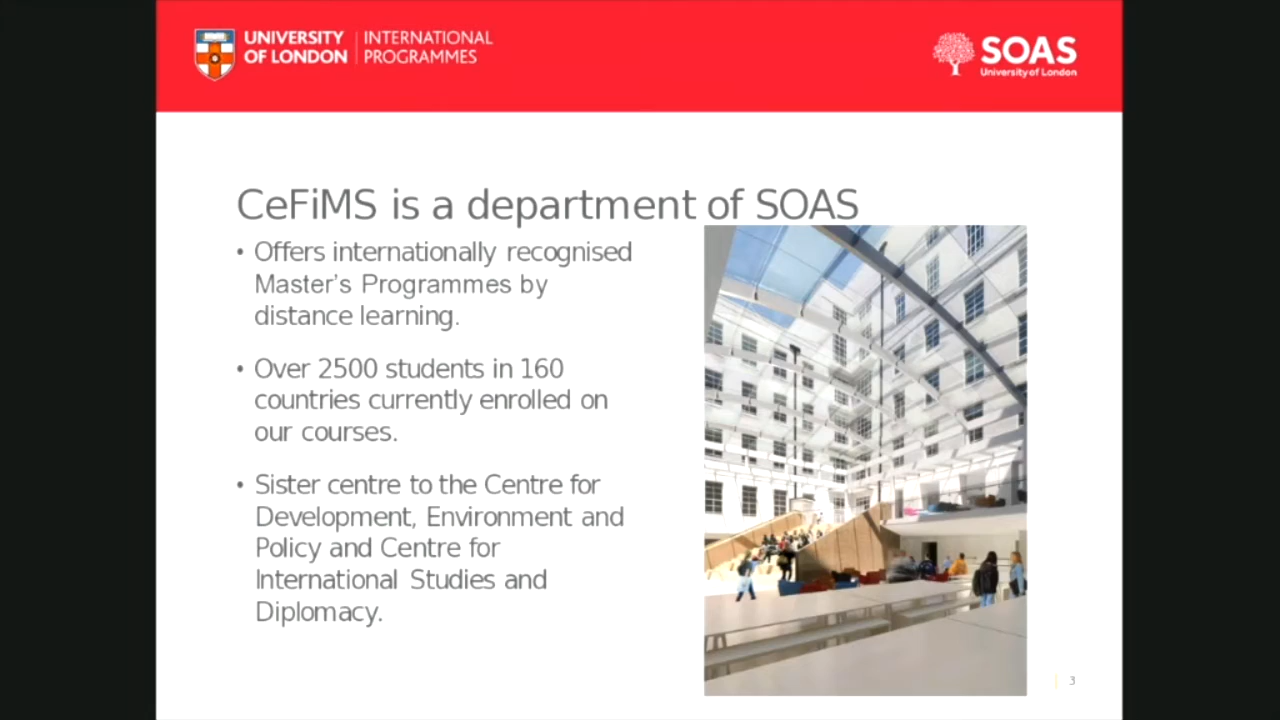 UNIVERSITY OF LONDON
INTERNATIONAL PROGRAMMES
SOAS
University of London
CeFiMS is a department of SOAS
• Offers internationally recognised
Master’s Programmes by
distance learning.
• Over 2500 students in 160
countries currently enrolled on
our courses.
• Sister centre to the Centre for
Development, Environment and
Policy and Centre for
International Studies and
Diplomacy.
3